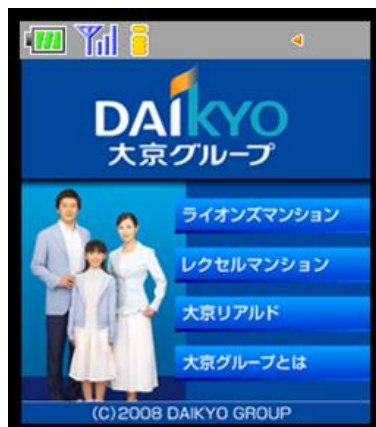 DAIKYO
大京グループ
ライオンズマンション
レクセルマンション
大京リアルド
大京グループとは
(C)2008 DAIKYO GROUP